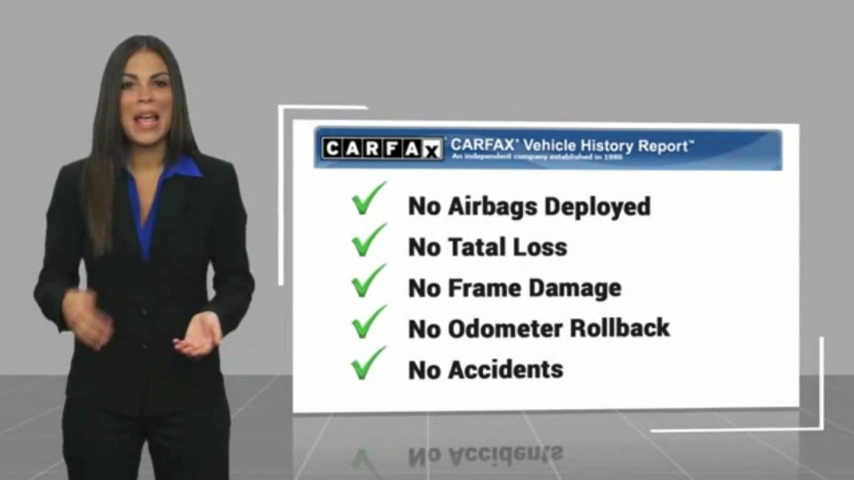 CARFAX CARFAX® Vehicle History Report™
An independent company established in 1986
No Airbags Deployed
No Tatal Loss
No Frame Damage
No Odometer Rollback
No Accidents
No Accidents